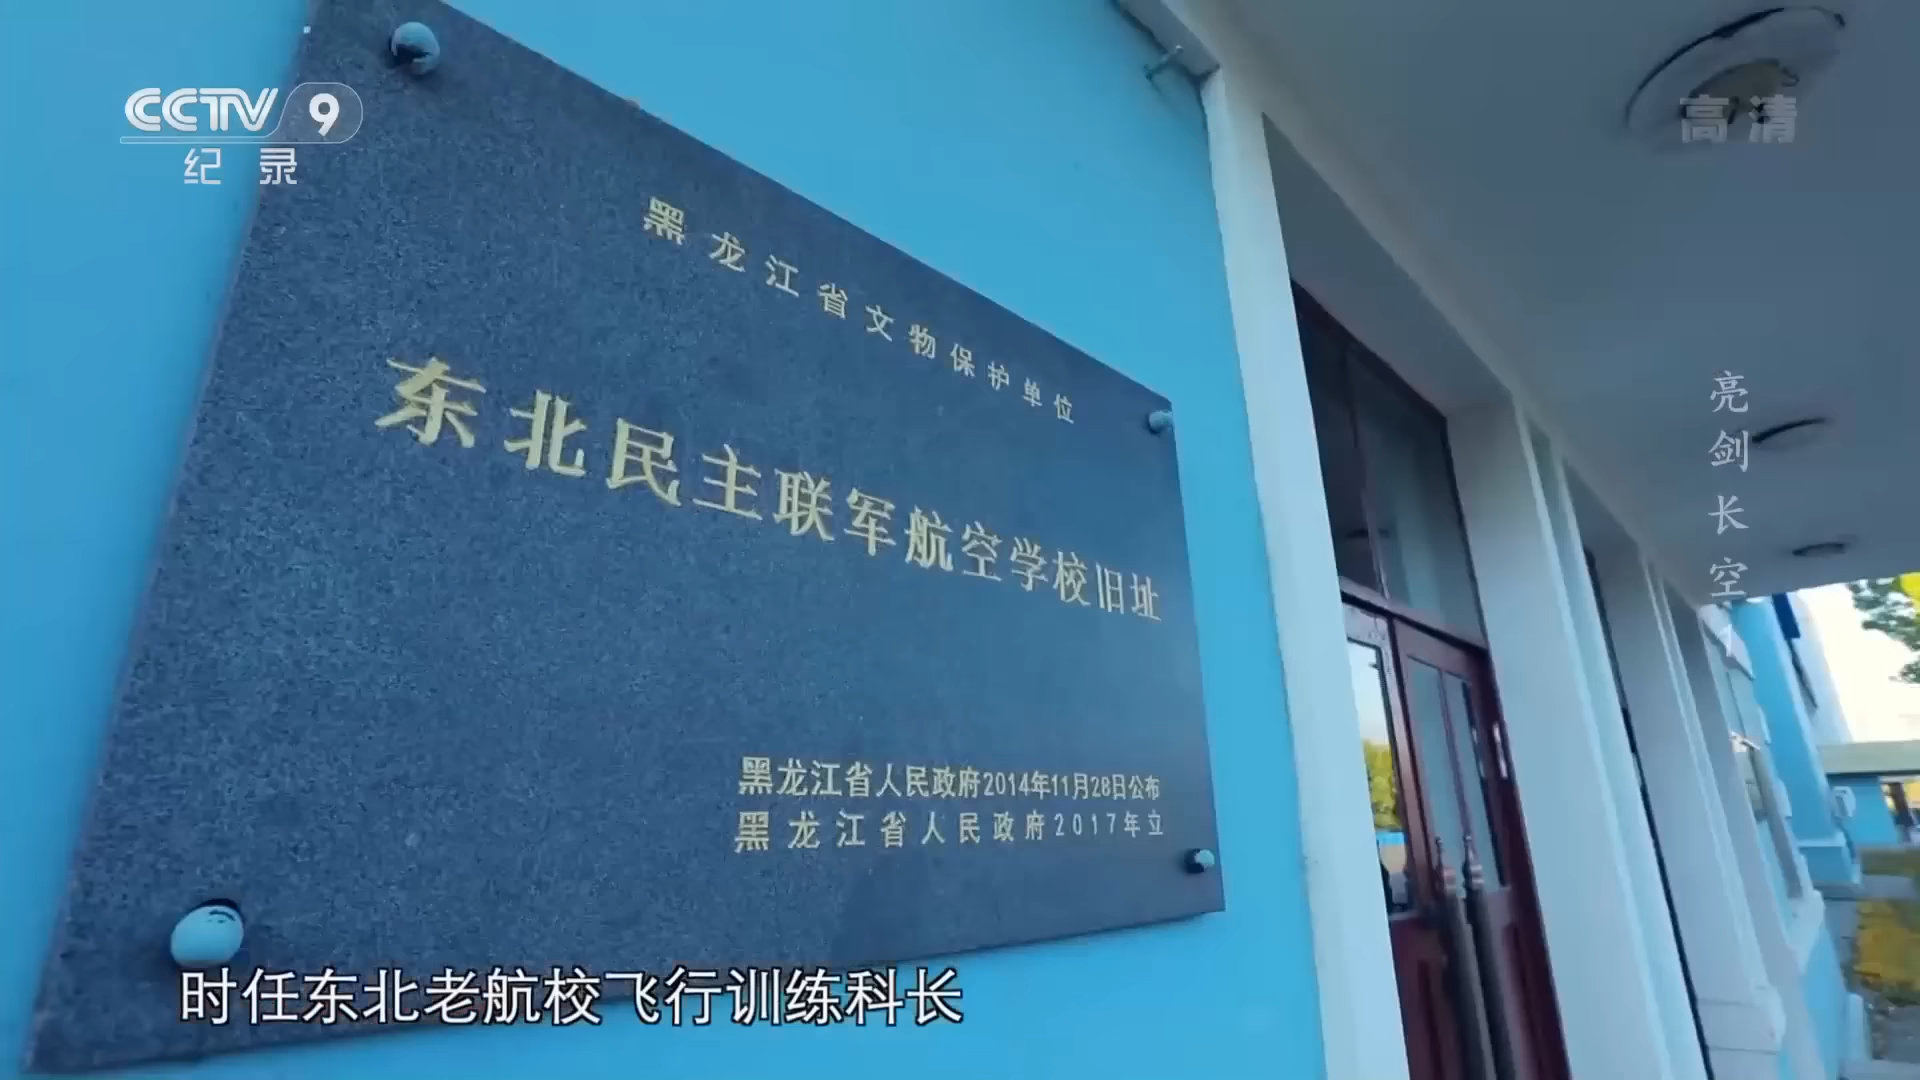 CCTV 9
纪录
高清
黑龙江省文物保护单位
东北民主联军航空学校旧址
黑龙江省人民政府2014年11月28日公布
黑龙江省人民政府2017年立
亮剑长空
时任东北老航校飞行训练科长